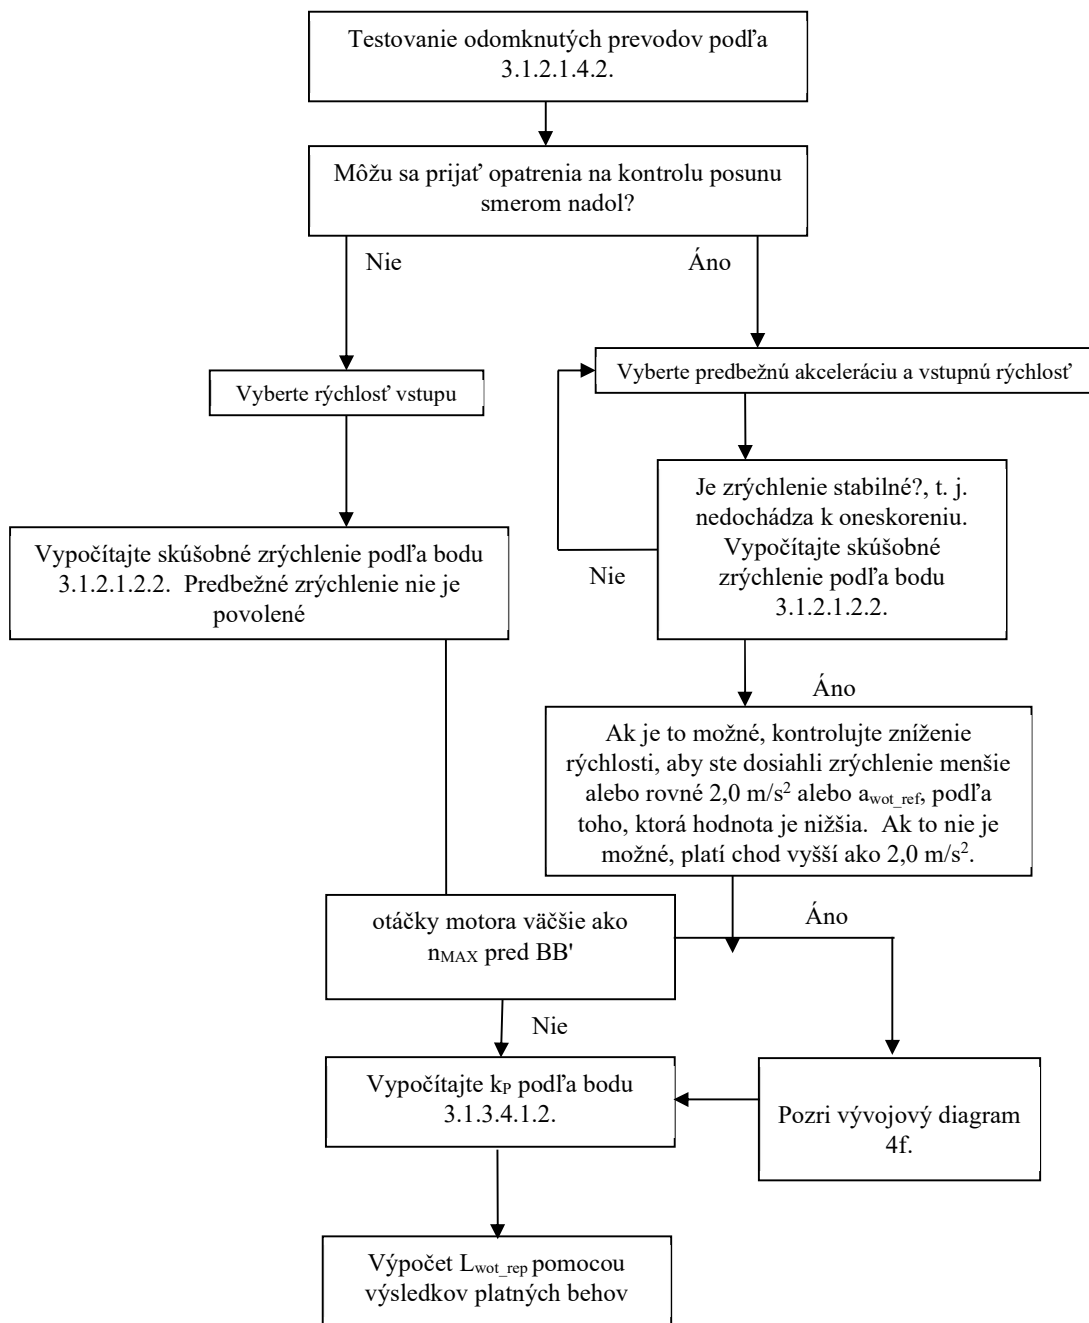 Testovanie odomknutých prevodov podľa
3.1.2.1.4.2.
Môžu sa prijať opatrenia na kontrolu posunu
smerom nadol?
Nie
Áno
Vyberte rýchlosť vstupu
Vyberte predbežnú akceleráciu a vstupnú rýchlosť
Je zrýchlenie stabilné?, t. j.
nedochádza k oneskoreniu.
Vypočítajte skúšobné
zrýchlenie podľa bodu
3.1.2.1.2.2.
Nie
Vypočítajte skúšobné zrýchlenie podľa bodu
3.1.2.1.2.2. Predbežné zrýchlenie nie je
povolené
Áno
Ak je to možné, kontrolujte zníženie
rýchlosti, aby ste dosiahli zrýchlenie menšie
alebo rovné 2,0 m/s² alebo a_wot_ref, podľa
toho, ktorá hodnota je nižšia. Ak to nie je
možné, platí chod vyšší ako 2,0 m/s².
otáčky motora väčšie ako
n_MAX pred BB'
Áno
Nie
Vypočítajte k_P podľa bodu
3.1.3.4.1.2.
Pozri vývojový diagram
4f.
Výpočet L_wot_rep pomocou
výsledkov platných behov